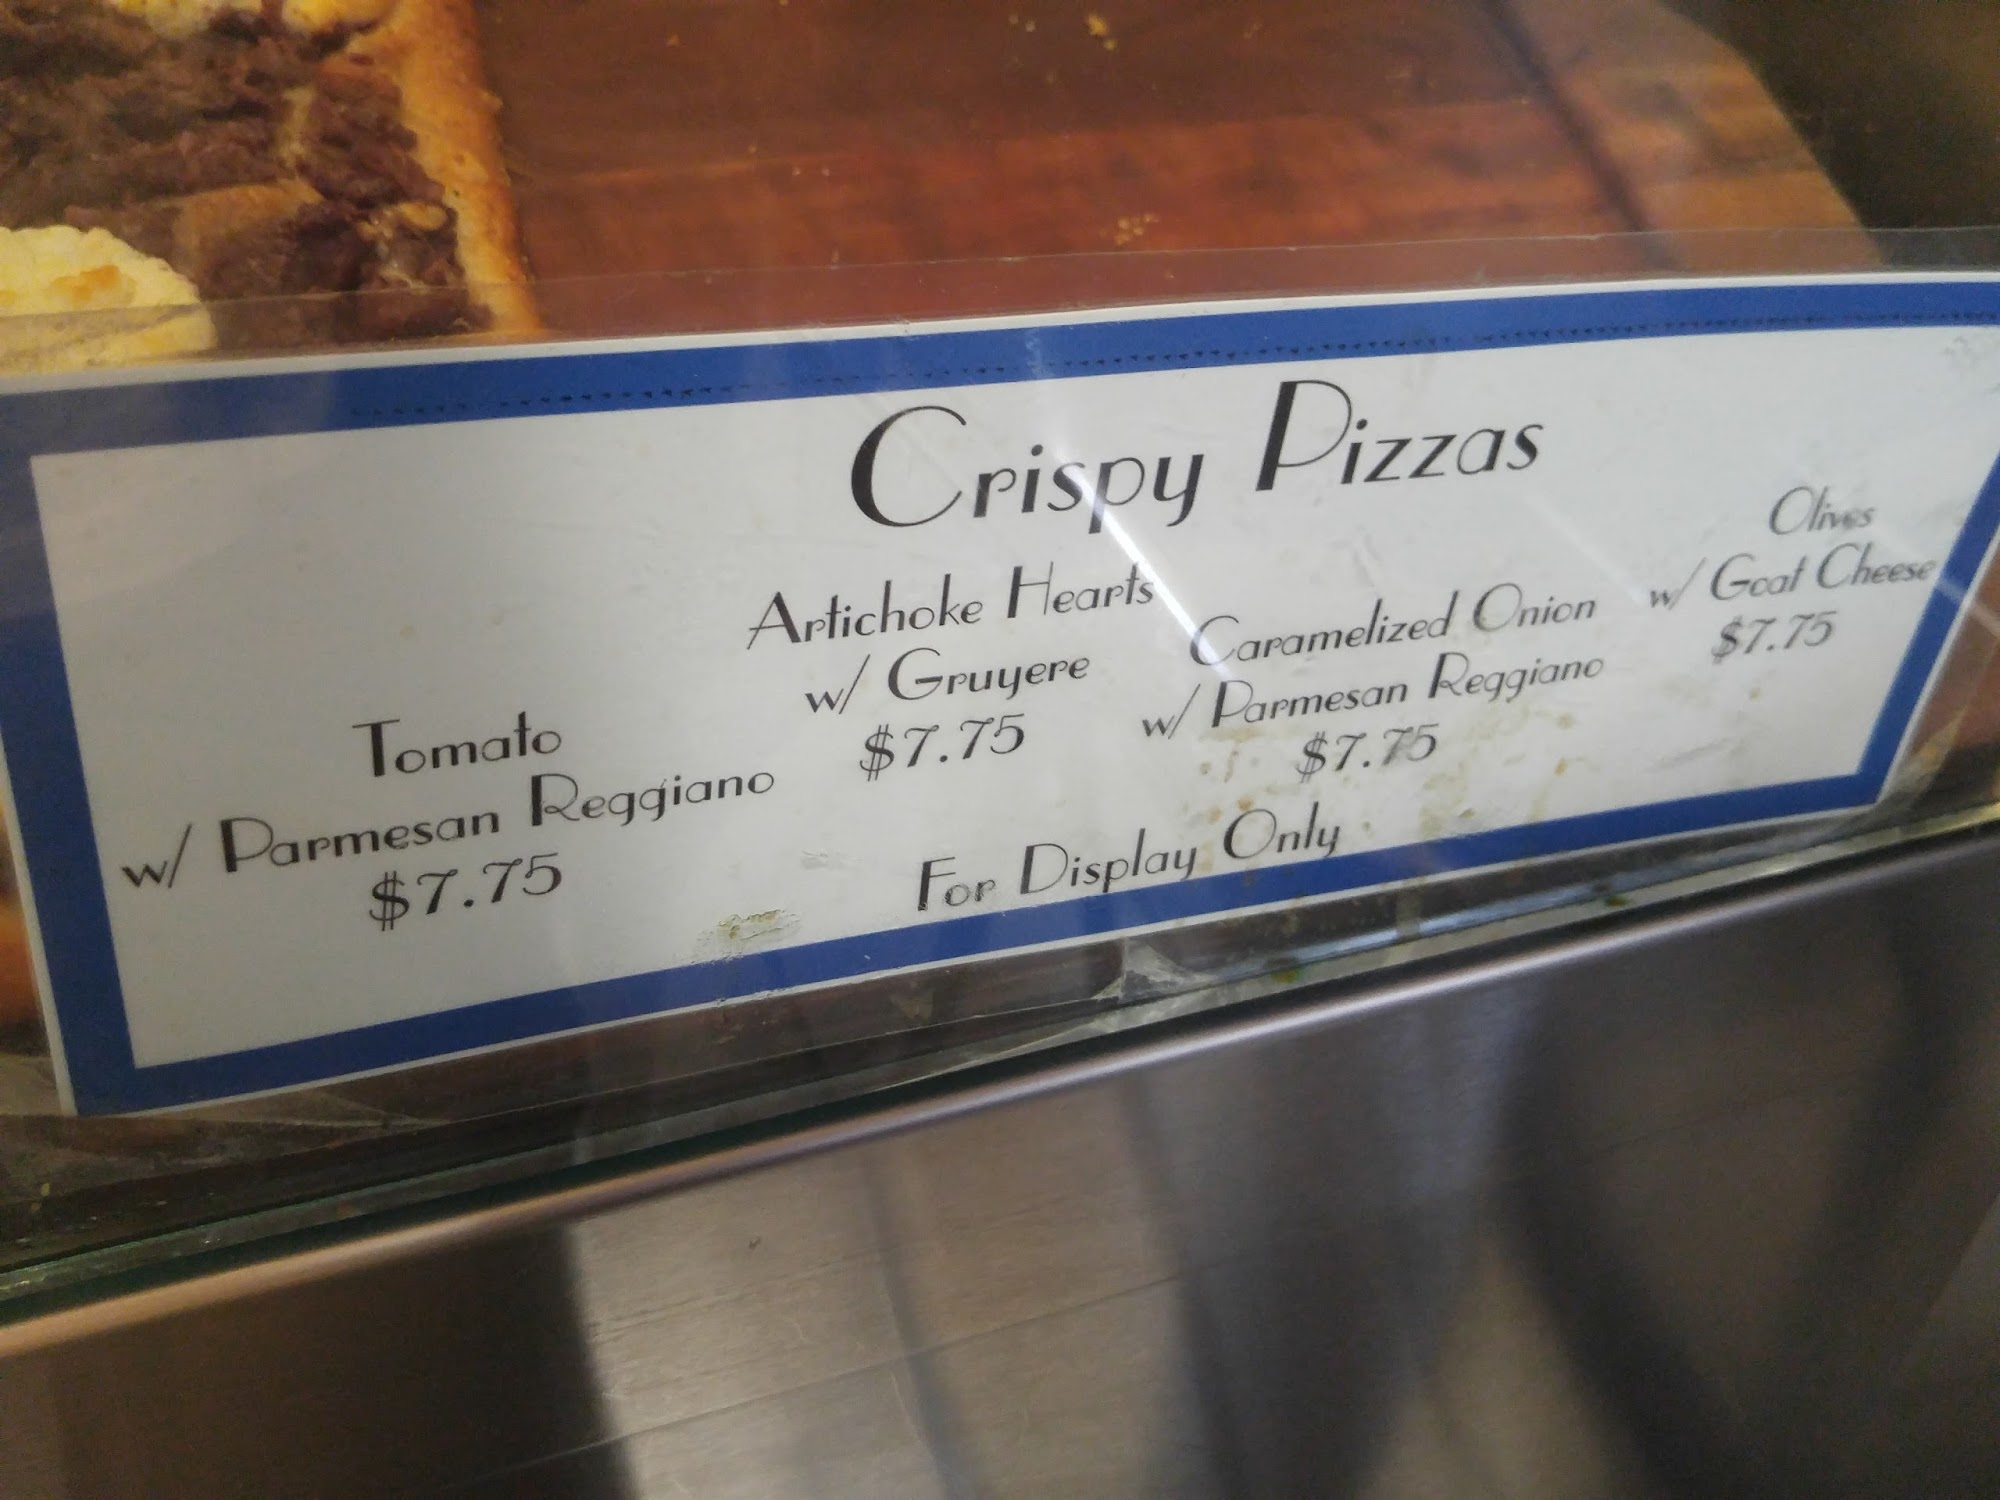 Crispy Pizzas
Tomato
w/ Parmesan Reggiano
$7.75
Artichoke Hearts
w/ Gruyere
$7.75
Caramelized Onion
w/ Parmesan Reggiano
$7.75
Olives
w/ Goat Cheese
$7.75
For Display Only